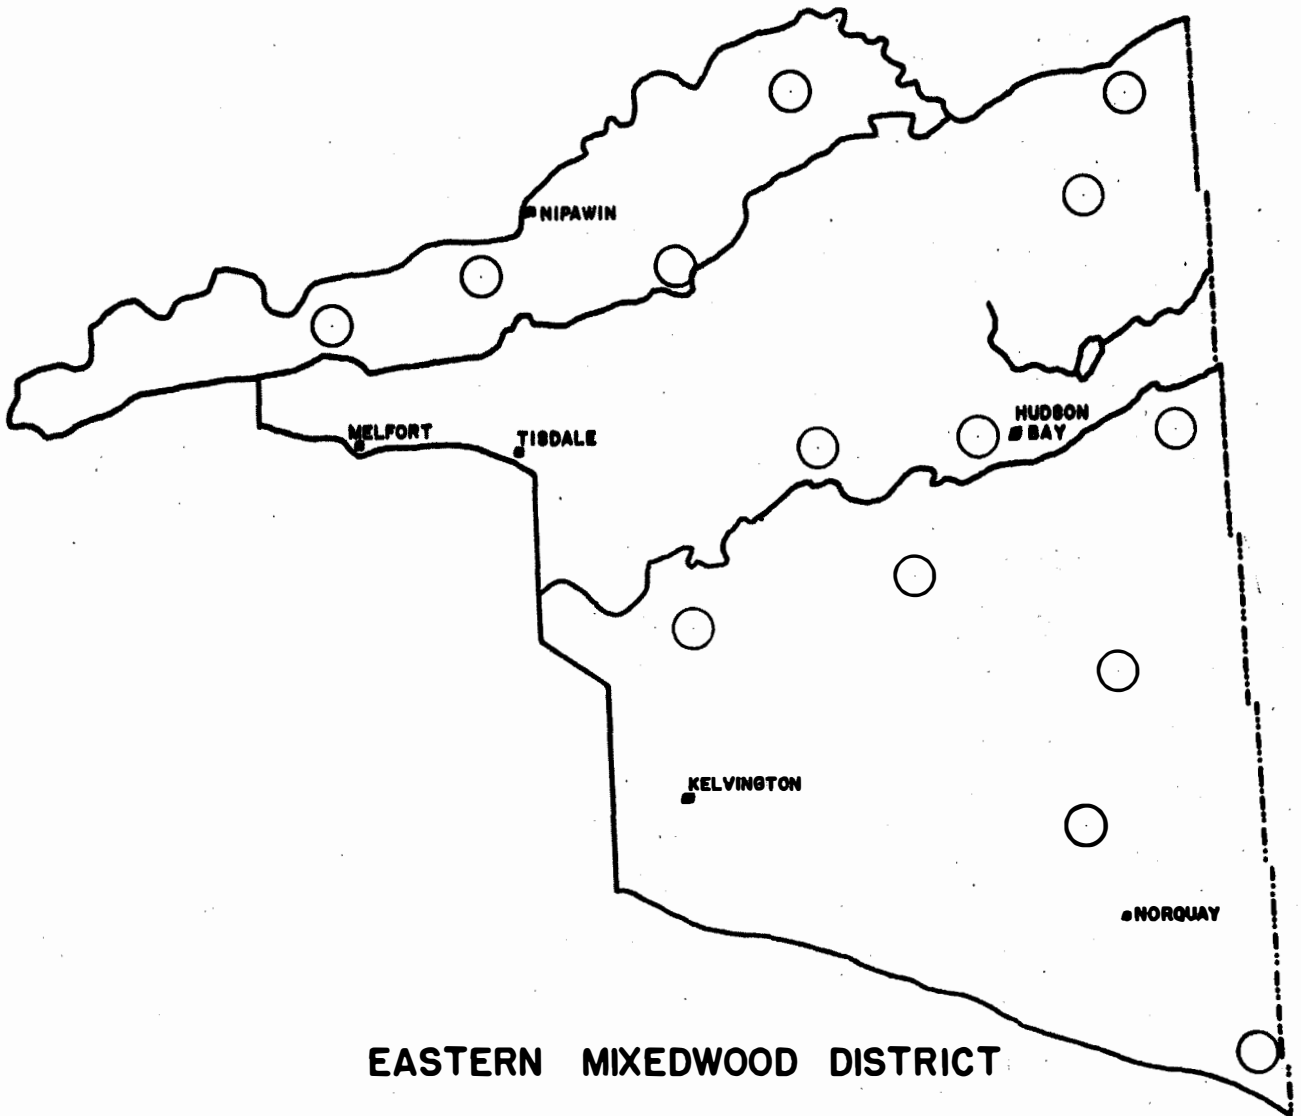 NIPAWIN
MELFORT
TISDALE
HUDSON
BAY
KELVINGTON
NORQUAY
EASTERN MIXEDWOOD DISTRICT